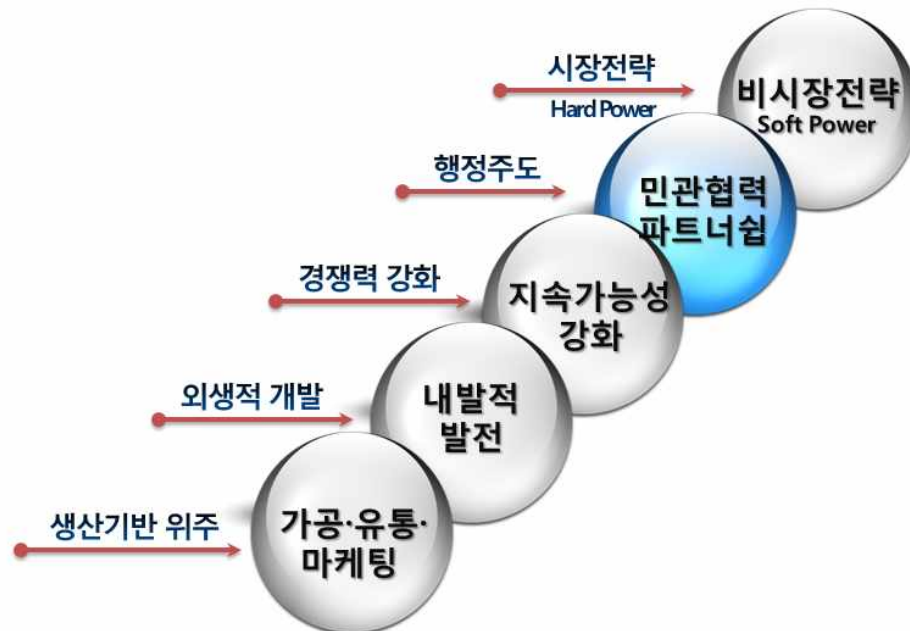 시장전략
Hard Power
비시장전략
Soft Power
행정주도
민관협력
파트너쉽
경쟁력 강화
지속가능성
강화
외생적 개발
내발적
발전
생산기반 위주
가공·유통·
마케팅